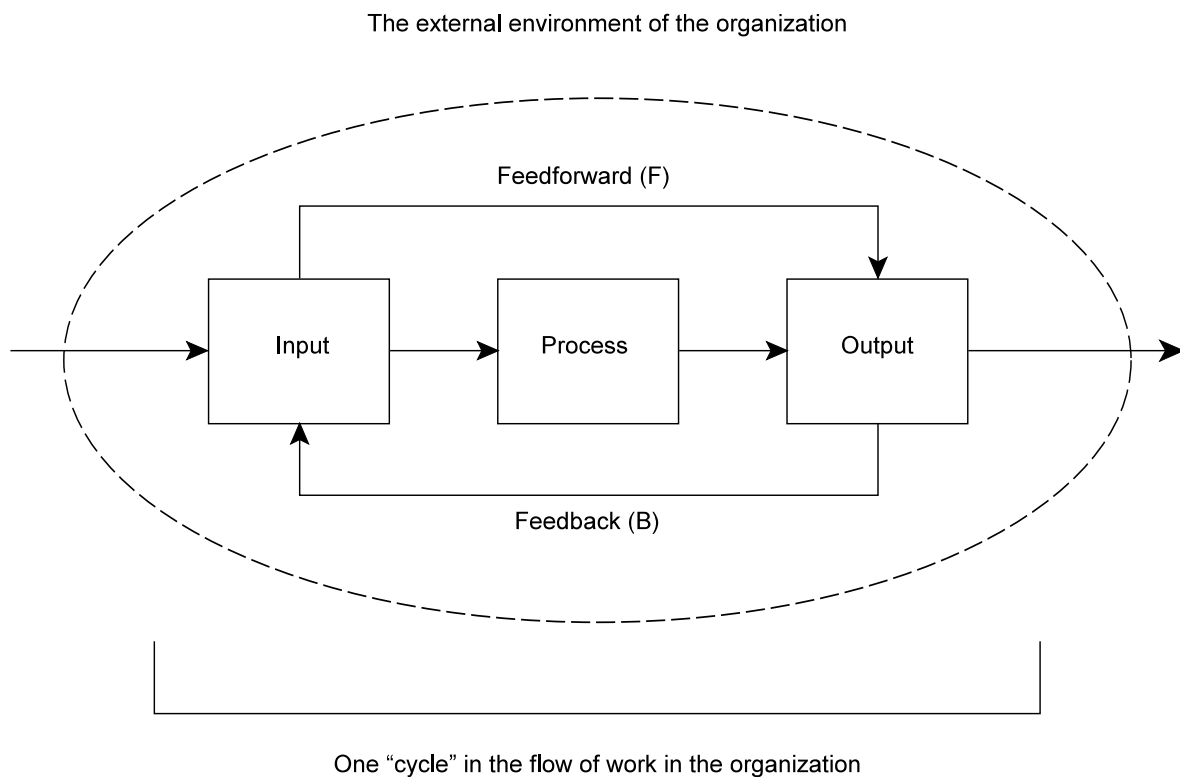 The external environment of the organization
Feedforward (F)
Input
Process
Output
Feedback (B)
One “cycle” in the flow of work in the organization